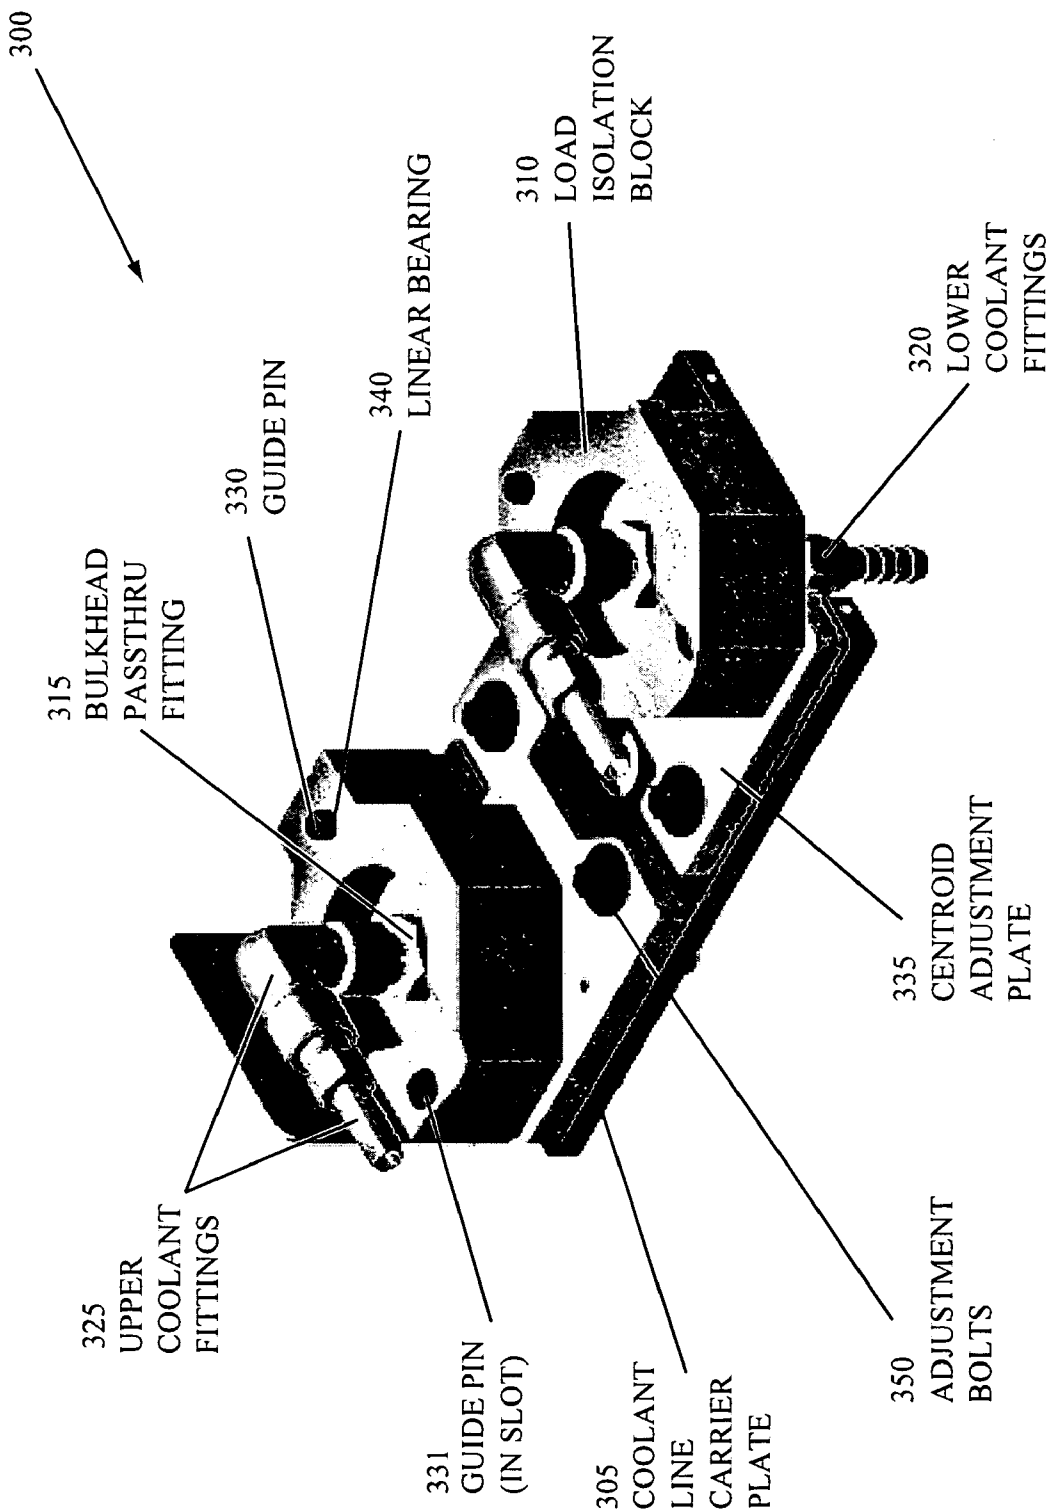 300
315
BULKHEAD
PASSTHRU
FITTING
330
GUIDE PIN
340
LINEAR BEARING
310
LOAD
ISOLATION
BLOCK
325
UPPER
COOLANT
FITTINGS
320
LOWER
COOLANT
FITTINGS
331
GUIDE PIN
(IN SLOT)
305
COOLANT
LINE
CARRIER
PLATE
350
ADJUSTMENT
BOLTS
335
CENTROID
ADJUSTMENT
PLATE